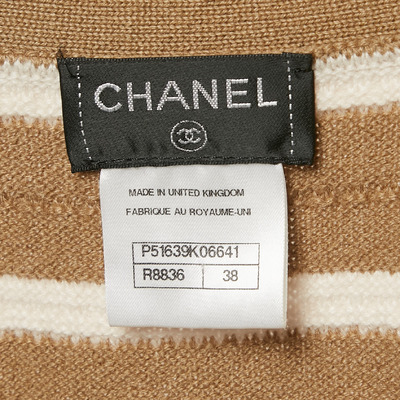 CHANEL
MADE IN UNITED KINGDOM
FABRIQUE AU ROYAUME-UNI
P51639K06641
R8836 38